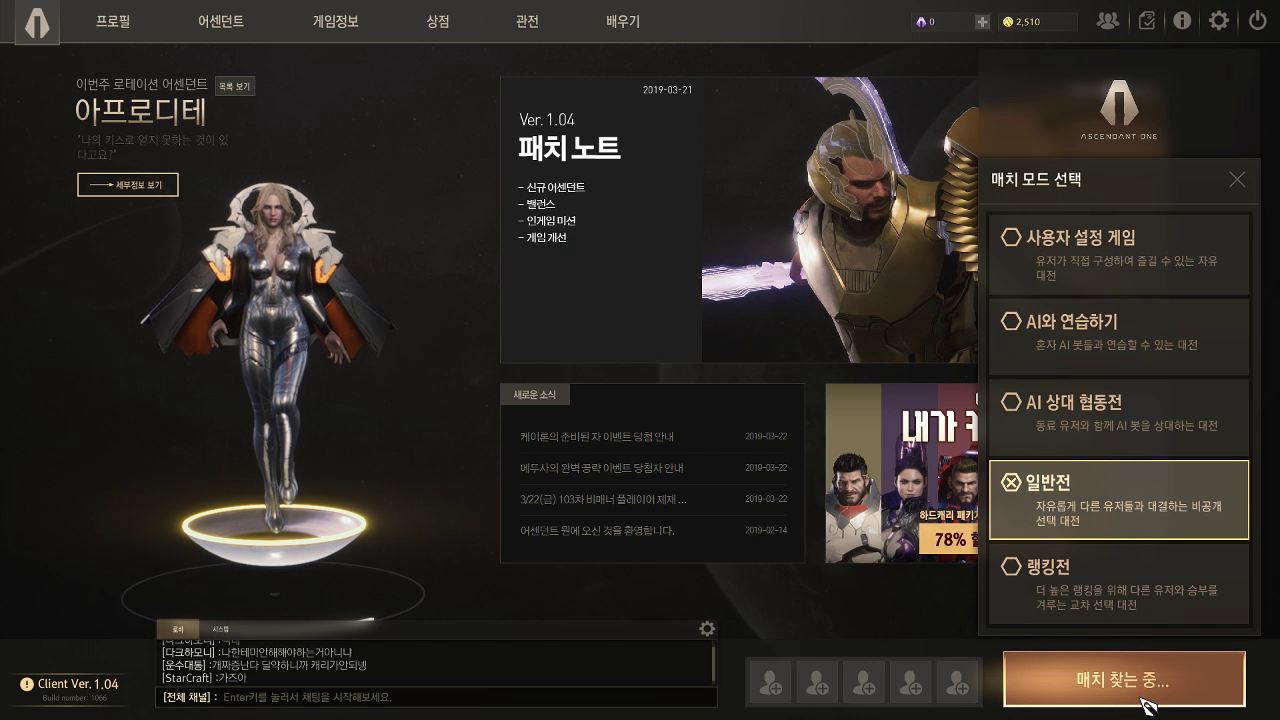 프로필
어센던트
게임정보
상점
관전
배우기
0
2,510
이번주 로테이션 어센던트
목록 보기
아프로디테
"나의 키스로 얻지 못하는 것이 있
다고요?"
세부정보 보기
2019-03-21
Ver. 1.04
패치 노트
- 신규 어센던트
- 밸런스
- 인게임 미션
- 게임 개선
새로운 소식
케이론의 준비된 자 이벤트 당첨 안내 2019-03-22
메두사의 완벽 공략 이벤트 당첨자 안내 2019-03-22
3/22(금) 103차 비매너 플레이어 제재 ... 2019-03-22
어센던트 원에 오신 것을 환영합니다. 2019-02-14
내가
하드캐리 패키
78%
ASCENDANT ONE
매치 모드 선택
사용자 설정 게임
유저가 직접 구성하여 즐길 수 있는 자유
대전
AI와 연습하기
혼자 AI 봇들과 연습할 수 있는 대전
AI 상대 협동전
동료 유저와 함께 AI 봇을 상대하는 대전
일반전
자유롭게 다른 유저들과 대결하는 비공개
선택 대전
랭킹전
더 높은 랭킹을 위해 다른 유저와 승부를
겨루는 교차 선택 대전
매치 찾는 중...
로비
시스템
[다크하모니] :나한테미안해해야하는거아니냐
[운수대통] :개짜증난다 딜약하니까 캐리가안되넹
[StarCraft] :가즈아
[전체 채널] : Enter키를 눌러서 채팅을 시작해보세요.
Client Ver. 1.04
Build number: 1066